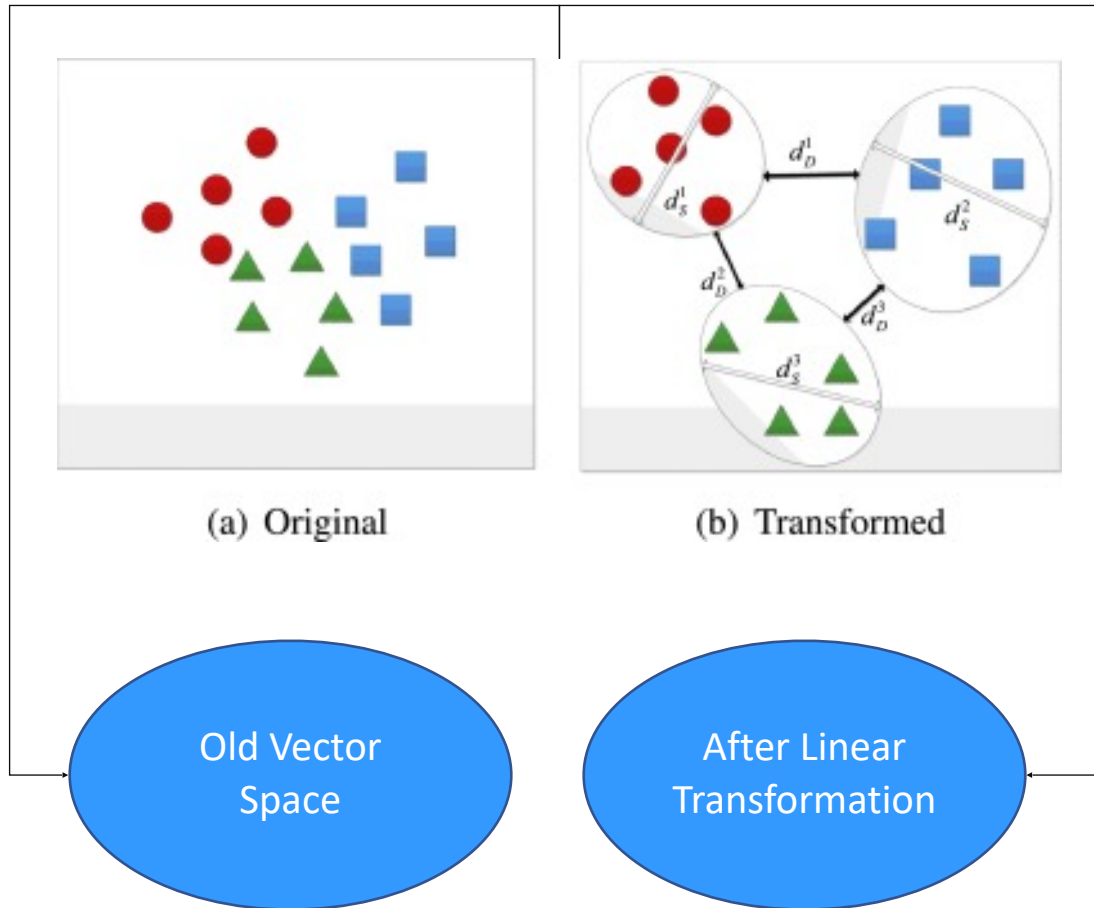 d_D^1
d_S^1
d_S^2
d_D^2
d_D^3
d_S^3
(a) Original
(b) Transformed
Old Vector
Space
After Linear
Transformation